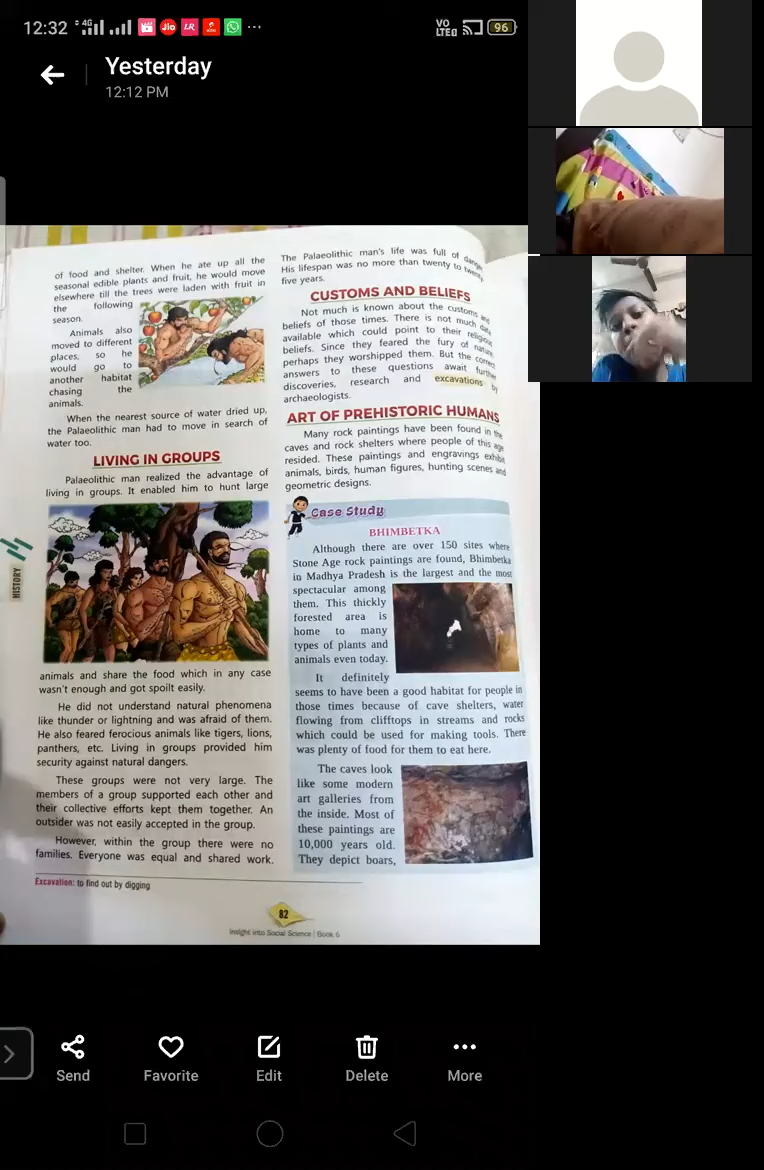 12:32
4G
Jio
LR
airtel
VO
LTE
96
Yesterday
12:12 PM
of food and shelter. When he ate up all the
seasonal edible plants and fruit, he would move
elsewhere till the trees were laden with fruit in
the following
season.
Animals also
moved to different
places, so he
would go to
another habitat
chasing the
animals.
When the nearest source of water dried up,
the Palaeolithic man had to move in search of
water too.
LIVING IN GROUPS
Palaeolithic man realized the advantage of
living in groups. It enabled him to hunt large
animals and share the food which in any case
wasn't enough and got spoilt easily.
He did not understand natural phenomena
like thunder or lightning and was afraid of them.
He also feared ferocious animals like tigers, lions,
panthers, etc. Living in groups provided him
security against natural dangers.
These groups were not very large. The
members of a group supported each other and
their collective efforts kept them together. An
outsider was not easily accepted in the group.
However, within the group there were no
families. Everyone was equal and shared work.
The Palaeolithic man's life was full of danger.
His lifespan was no more than twenty to twenty
five years.
CUSTOMS AND BELIEFS
Not much is known about the customs and
beliefs of those times. There is not much data
available which could point to their religious
beliefs. Since they feared the fury of nature,
perhaps they worshipped them. But the correct
answers to these questions await further
discoveries, research and excavations by
archaeologists.
ART OF PREHISTORIC HUMANS
Many rock paintings have been found in the
caves and rock shelters where people of this age
resided. These paintings and engravings exhibit
animals, birds, human figures, hunting scenes and
geometric designs.
Case Study
BHIMBETKA
Although there are over 150 sites where
Stone Age rock paintings are found, Bhimbetka
in Madhya Pradesh is the largest and the most
spectacular among
them. This thickly
forested area is
home to many
types of plants and
animals even today.
It definitely
seems to have been a good habitat for people in
those times because of cave shelters, water
flowing from clifftops in streams and rocks
which could be used for making tools. There
was plenty of food for them to eat here.
The caves look
like some modern
art galleries from
the inside. Most of
these paintings are
10,000 years old.
They depict boars,
HISTORY
Excavation: to find out by digging
82
Insight into Social Science | Book 6
Send
Favorite
Edit
Delete
More